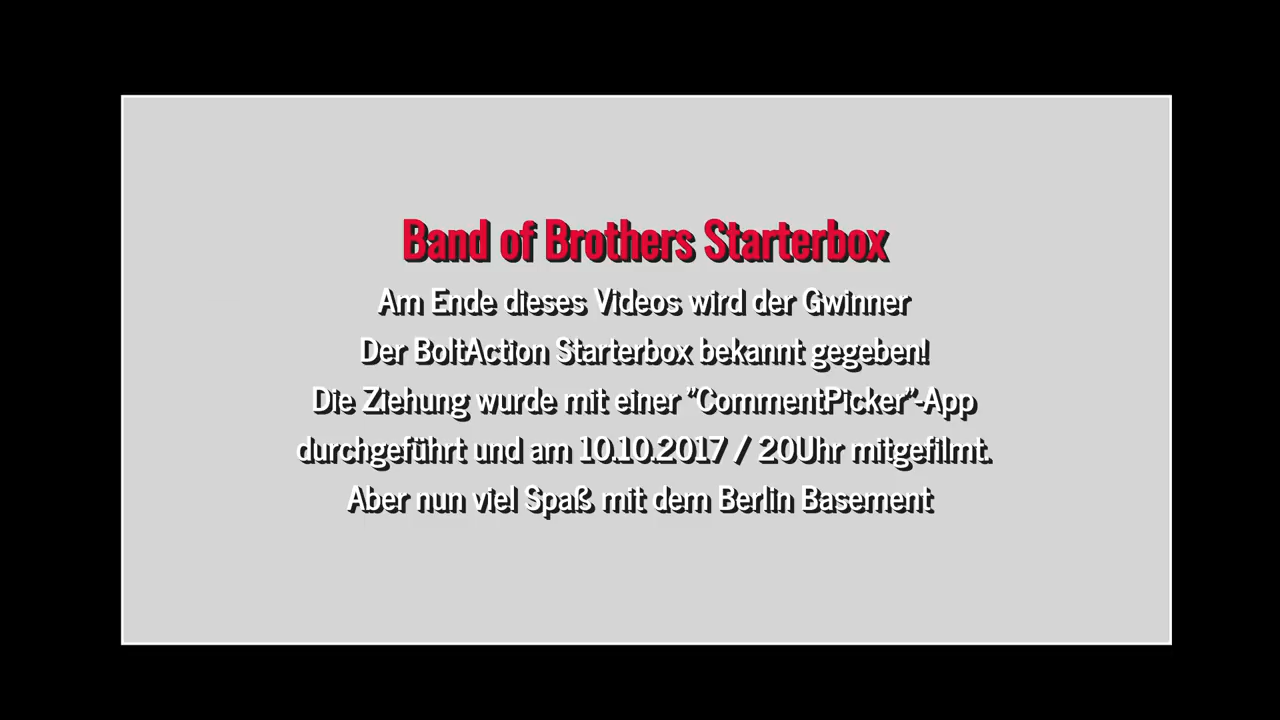 Band of Brothers Starterbox
Am Ende dieses Videos wird der Gwinner
Der BoltAction Starterbox bekannt gegeben!
Die Ziehung wurde mit einer "CommentPicker"-App
durchgeführt und am 10.10.2017 / 20Uhr mitgefilmt.
Aber nun viel Spaß mit dem Berlin Basement